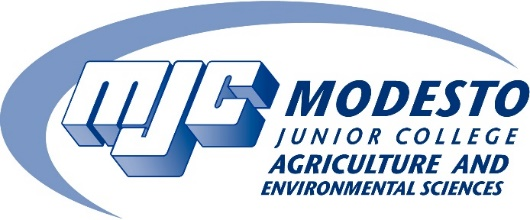 MJC
MODESTO
JUNIOR COLLEGE
AGRICULTURE AND
ENVIRONMENTAL SCIENCES